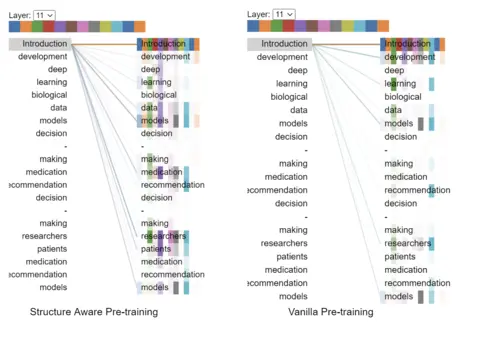 Layer: 11
Introduction Introduction
development development
deep deep
learning learning
biological biological
data data
models models
decision decision
- -
making making
medication medication
ecommendation recommendation
decision decision
- -
making making
researchers researchers
patients patients
medication medication
ecommendation recommendation
models models
Structure Aware Pre-training
Layer: 11
Introduction Introduction
development development
deep deep
learning learning
biological biological
data data
models models
decision decision
- -
making making
medication medication
ecommendation recommendation
decision decision
- -
making making
researchers researchers
patients patients
medication medication
ecommendation recommendation
models models
Vanilla Pre-training